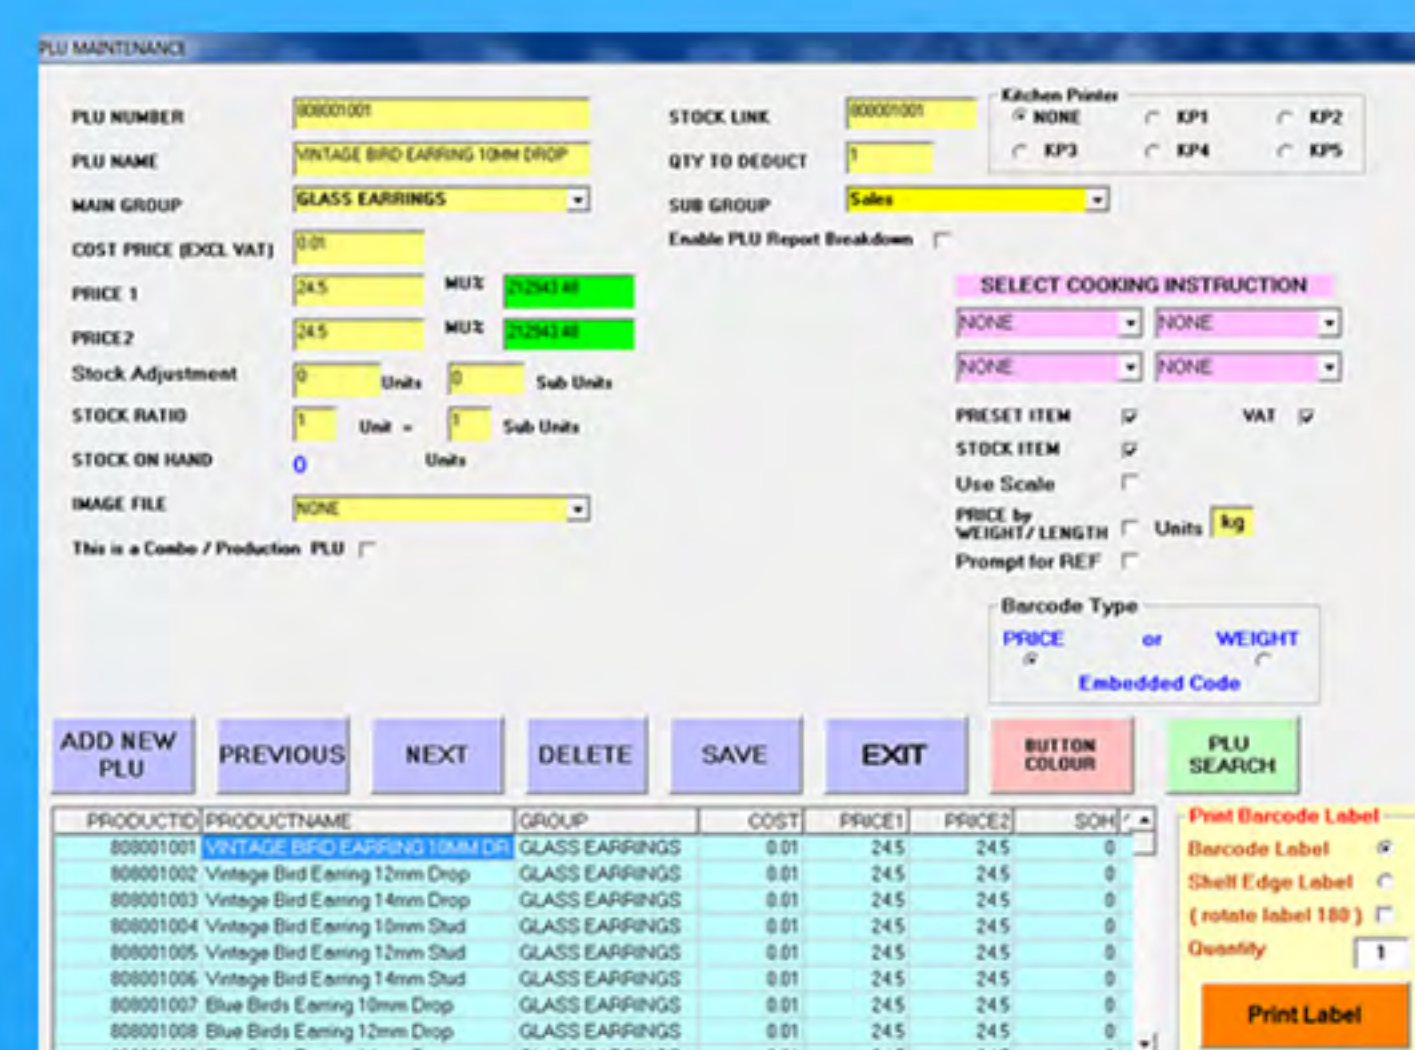 PLU MAINTENANCE
PLU NUMBER 808001001 STOCK LINK 808001001 Kitchen Printer
NONE KP1 KP2
PLU NAME VINTAGE BIRD EARRING 10MM DROP QTY TO DEDUCT 1 KP3 KP4 KP5
MAIN GROUP GLASS EARRINGS SUB GROUP Sales
COST PRICE (EXCL VAT) 0.01 Enable PLU Report Breakdown
PRICE 1 24.5 MU% 212943.48 SELECT COOKING INSTRUCTION
PRICE2 24.5 MU% 212943.48 NONE NONE
Stock Adjustment 0 Units 0 Sub Units NONE NONE
STOCK RATIO 1 Unit = 1 Sub Units PRESET ITEM VAT
STOCK ON HAND 0 Units STOCK ITEM
Use Scale
IMAGE FILE NONE PRICE by
WEIGHT/ LENGTH Units kg
This is a Combo / Production PLU Prompt for REF
Barcode Type
PRICE or WEIGHT
Embedded Code
ADD NEW PLU PREVIOUS NEXT DELETE SAVE EXIT BUTTON COLOUR PLU SEARCH
PRODUCTID PRODUCTNAME GROUP COST PRICE1 PRICE2 SOH
808001001 VINTAGE BIRD EARRING 10MM DR GLASS EARRINGS 0.01 24.5 24.5 0
808001002 Vintage Bird Earring 12mm Drop GLASS EARRINGS 0.01 24.5 24.5 0
808001003 Vintage Bird Earring 14mm Drop GLASS EARRINGS 0.01 24.5 24.5 0
808001004 Vintage Bird Earring 10mm Stud GLASS EARRINGS 0.01 24.5 24.5 0
808001005 Vintage Bird Earring 12mm Stud GLASS EARRINGS 0.01 24.5 24.5 0
808001006 Vintage Bird Earring 14mm Stud GLASS EARRINGS 0.01 24.5 24.5 0
808001007 Blue Birds Earring 10mm Drop GLASS EARRINGS 0.01 24.5 24.5 0
808001008 Blue Birds Earring 12mm Drop GLASS EARRINGS 0.01 24.5 24.5 0
Print Barcode Label
Barcode Label
Shelf Edge Label
( rotate label 180 )
Quantity 1
Print Label